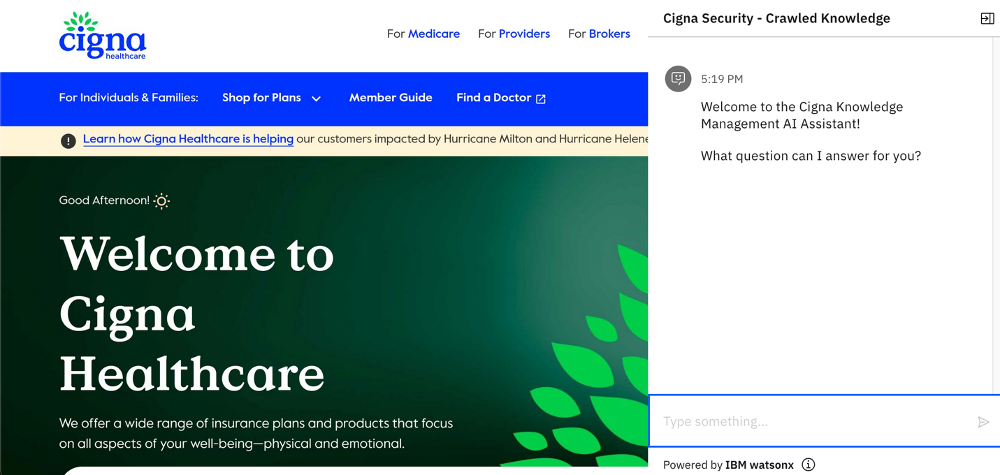 cigna
healthcare
For Medicare For Providers For Brokers
For Individuals & Families: Shop for Plans Member Guide Find a Doctor
! Learn how Cigna Healthcare is helping our customers impacted by Hurricane Milton and Hurricane Helene
Good Afternoon!
Welcome to
Cigna
Healthcare
We offer a wide range of insurance plans and products that focus
on all aspects of your well-being—physical and emotional.
Cigna Security - Crawled Knowledge
5:19 PM
Welcome to the Cigna Knowledge
Management AI Assistant!
What question can I answer for you?
Type something...
Powered by IBM watsonx